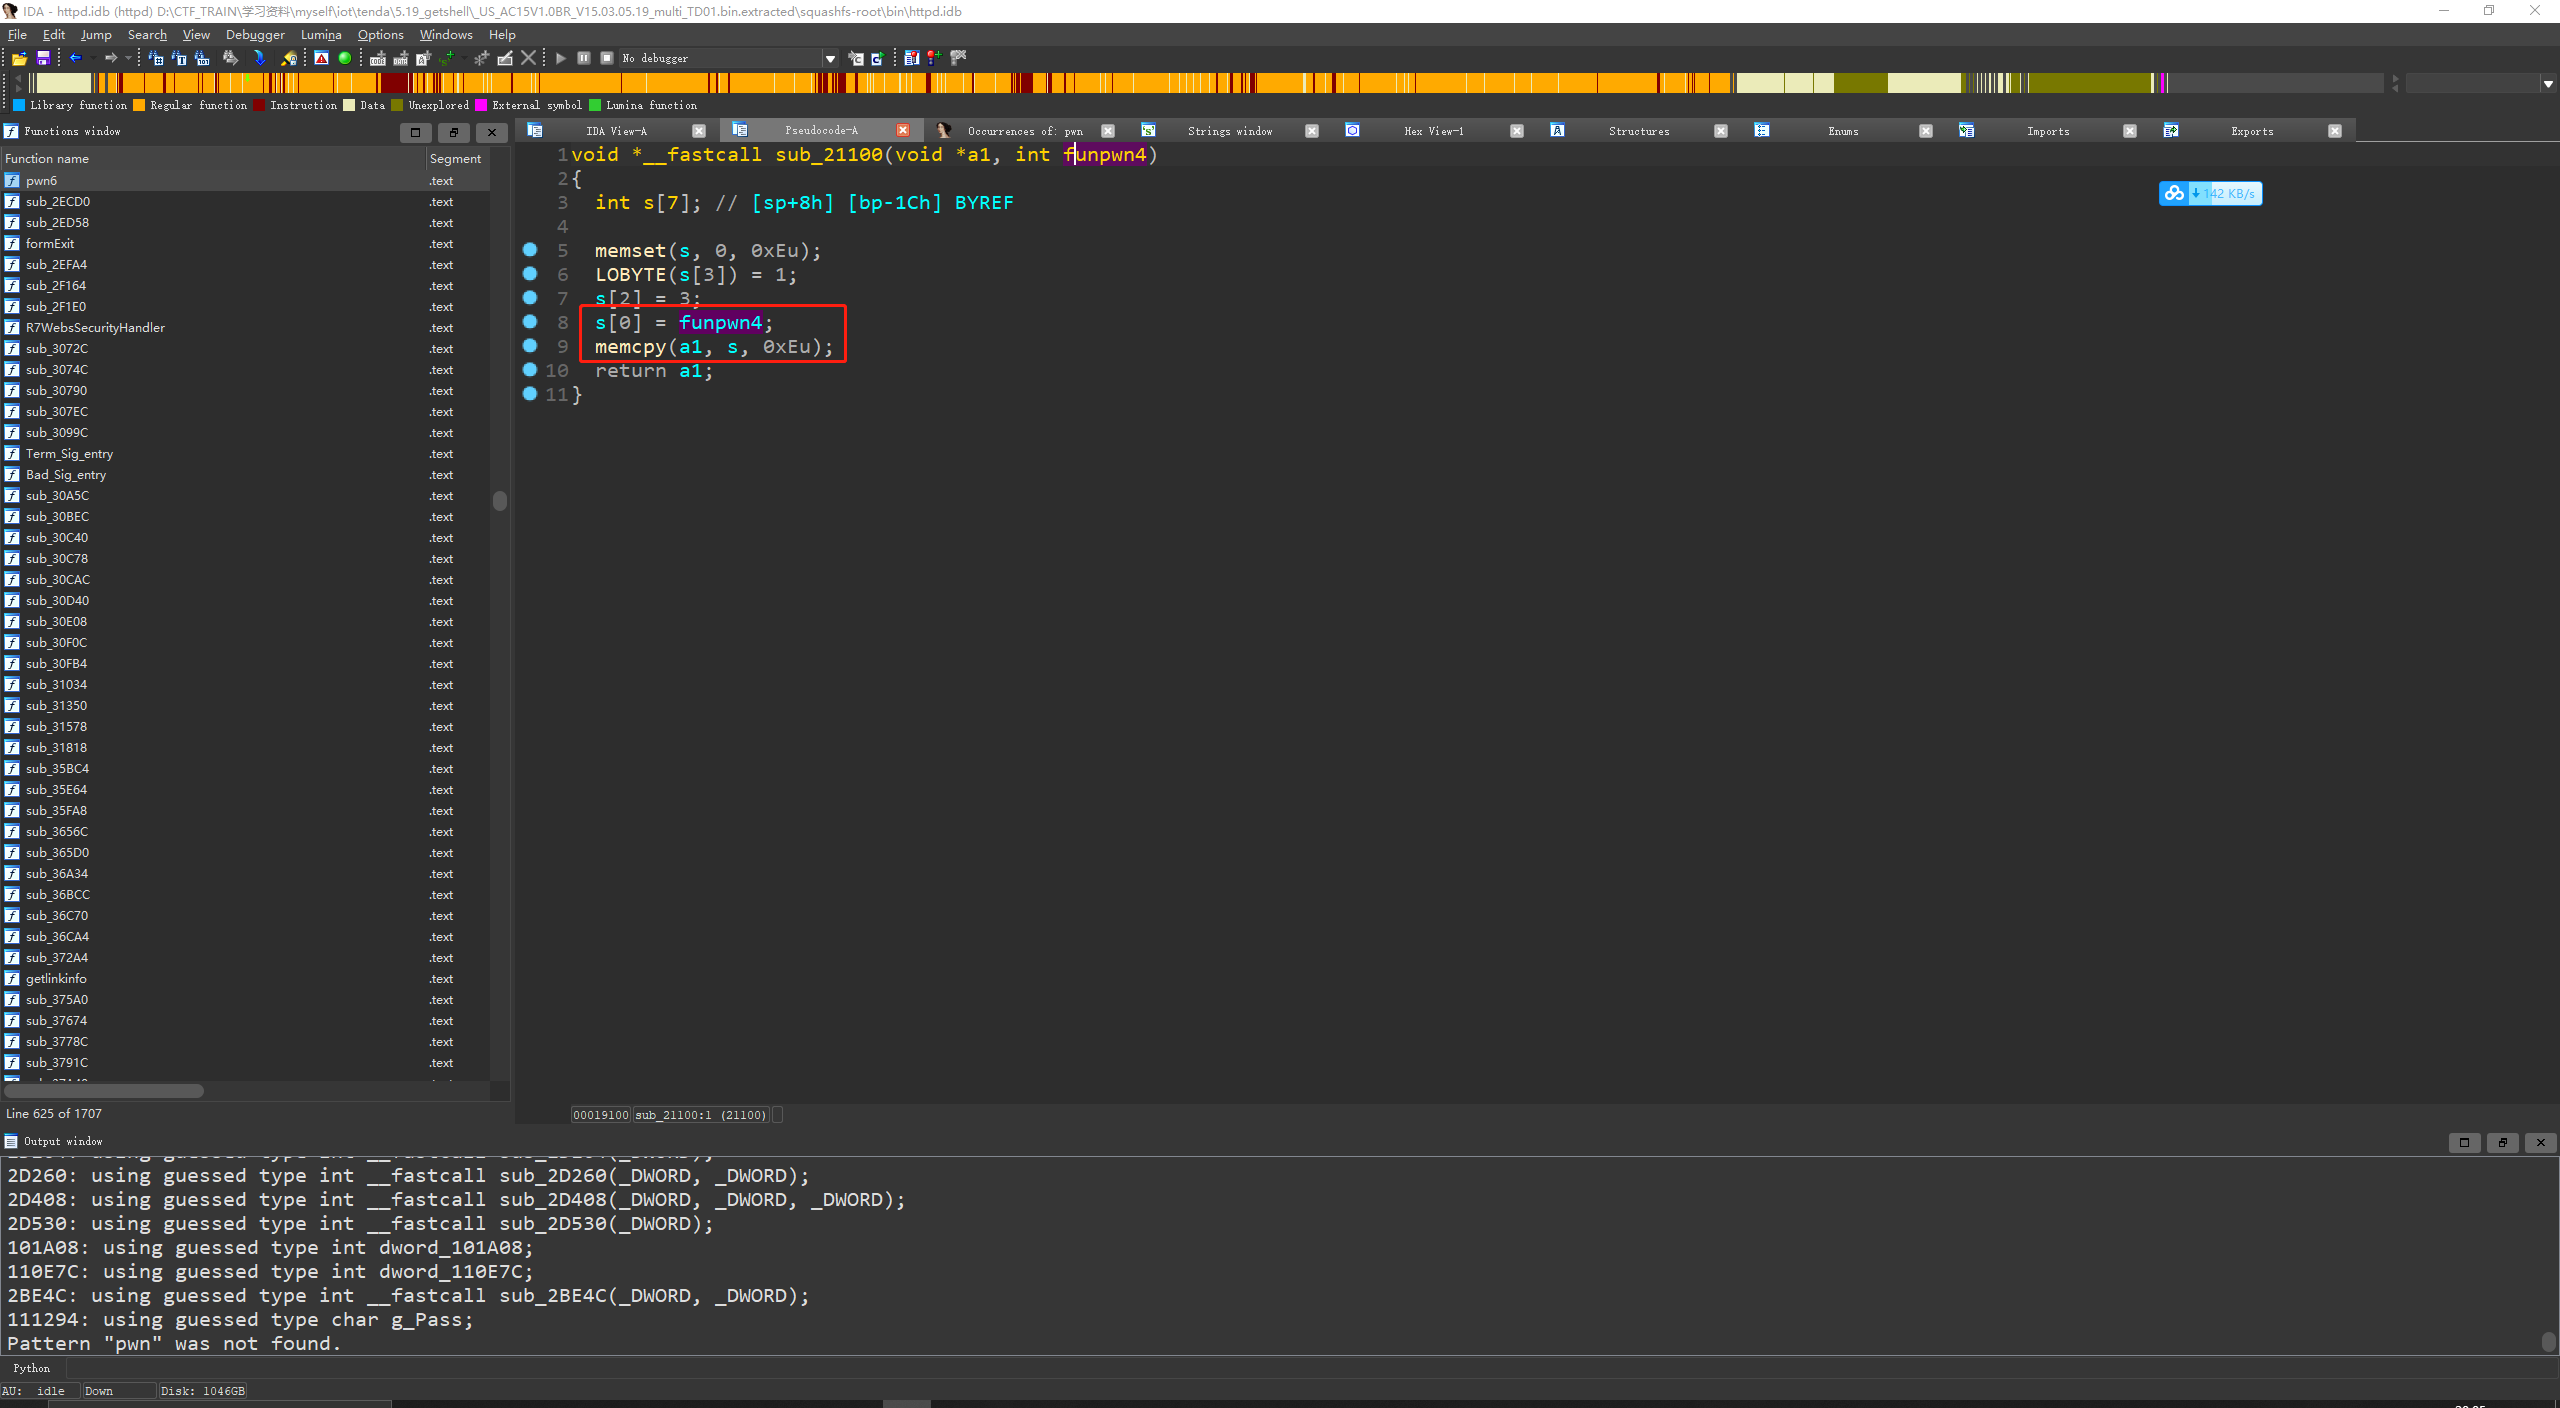 IDA - httpd.idb (httpd) D:\CTF_TRAIN\学习资料\myself\iot\tenda\5.19_getshell\_US_AC15V1.0BR_V15.03.05.19_multi_TD01.bin.extracted\squashfs-root\bin\httpd.idb
File Edit Jump Search View Debugger Lumina Options Windows Help
No debugger
Library function Regular function Instruction Data Unexplored External symbol Lumina function
Functions window
IDA View-A Pseudocode-A Occurrences of: pwn Strings window Hex View-1 Structures Enums Imports Exports
Function name Segment
pwn6 .text
sub_2ECD0 .text
sub_2ED58 .text
formExit .text
sub_2EFA4 .text
sub_2F164 .text
sub_2F1E0 .text
R7WebsSecurityHandler .text
sub_3072C .text
sub_3074C .text
sub_30790 .text
sub_307EC .text
sub_3099C .text
Term_Sig_entry .text
Bad_Sig_entry .text
sub_30A5C .text
sub_30BEC .text
sub_30C40 .text
sub_30C78 .text
sub_30CAC .text
sub_30D40 .text
sub_30E08 .text
sub_30F0C .text
sub_30FB4 .text
sub_31034 .text
sub_31350 .text
sub_31578 .text
sub_31818 .text
sub_35BC4 .text
sub_35E64 .text
sub_35FA8 .text
sub_3656C .text
sub_365D0 .text
sub_36A34 .text
sub_36BCC .text
sub_36C70 .text
sub_36CA4 .text
sub_372A4 .text
getlinkinfo .text
sub_375A0 .text
sub_37674 .text
sub_3778C .text
sub_3791C .text
Line 625 of 1707
1 void *__fastcall sub_21100(void *a1, int funpwn4)
2 {
3 int s[7]; // [sp+8h] [bp-1Ch] BYREF
4
5 memset(s, 0, 0xEu);
6 LOBYTE(s[3]) = 1;
7 s[2] = 3;
8 s[0] = funpwn4;
9 memcpy(a1, s, 0xEu);
10 return a1;
11 }
142 KB/s
00019100 sub_21100:1 (21100)
Output window
2D260: using guessed type int __fastcall sub_2D260(_DWORD, _DWORD);
2D408: using guessed type int __fastcall sub_2D408(_DWORD, _DWORD, _DWORD);
2D530: using guessed type int __fastcall sub_2D530(_DWORD);
101A08: using guessed type int dword_101A08;
110E7C: using guessed type int dword_110E7C;
2BE4C: using guessed type int __fastcall sub_2BE4C(_DWORD, _DWORD);
111294: using guessed type char g_Pass;
Pattern "pwn" was not found.
Python
AU: idle Down Disk: 1046GB